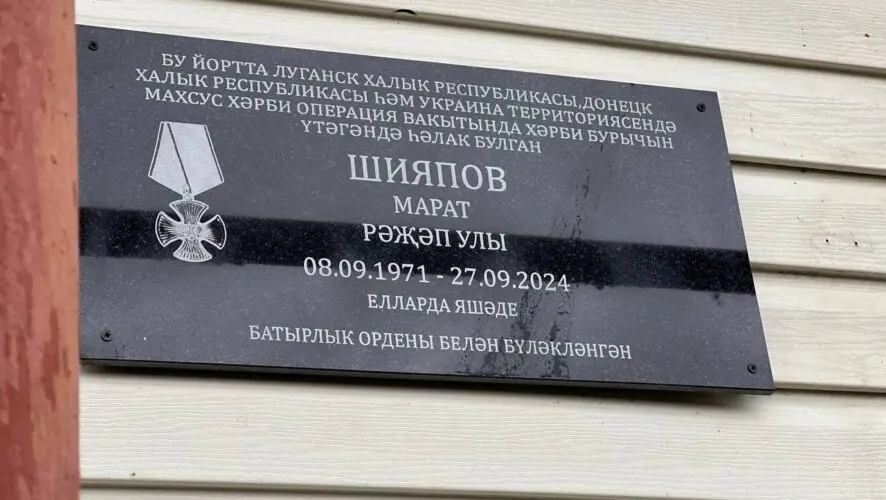 БУ ЙОРТТА ЛУГАНСК ХАЛЫК РЕСПУБЛИКАСЫ,ДОНЕЦК
ХАЛЫК РЕСПУБЛИКАСЫ ҺӘМ УКРАИНА ТЕРРИТОРИЯСЕНДӘ
МАХСУС ХӘРБИ ОПЕРАЦИЯ ВАКЫТЫНДА ХӘРБИ БУРЫЧЫН
ҮТӘГӘНДӘ ҺӘЛАК БУЛГАН
ШИЯПОВ
МАРАТ
РӘҖӘП УЛЫ
08.09.1971 - 27.09.2024
ЕЛЛАРДА ЯШӘДЕ
БАТЫРЛЫК ОРДЕНЫ БЕЛӘН БҮЛӘКЛӘНГӘН